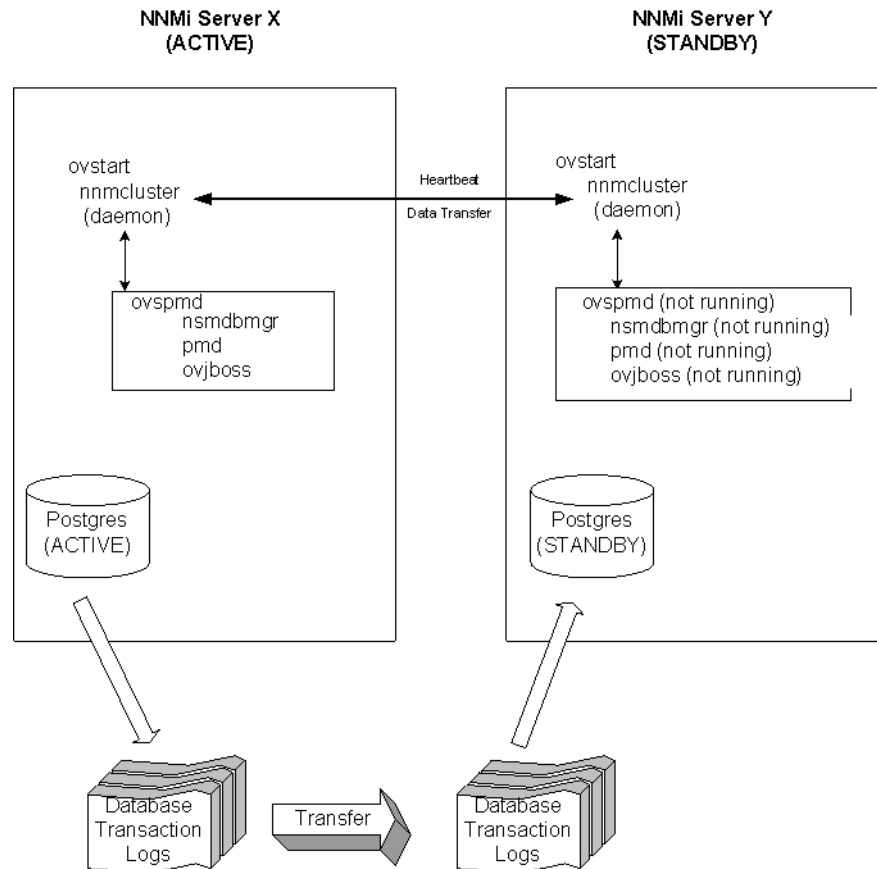 NNMi Server X
(ACTIVE)
NNMi Server Y
(STANDBY)
ovstart
nnmcluster
(daemon)
Heartbeat
Data Transfer
ovstart
nnmcluster
(daemon)
ovspmd
nsmdbmgr
pmd
ovjboss
ovspmd (not running)
nsmdbmgr (not running)
pmd (not running)
ovjboss (not running)
Postgres
(ACTIVE)
Postgres
(STANDBY)
Database
Transaction
Logs
Transfer
Database
Transaction
Logs